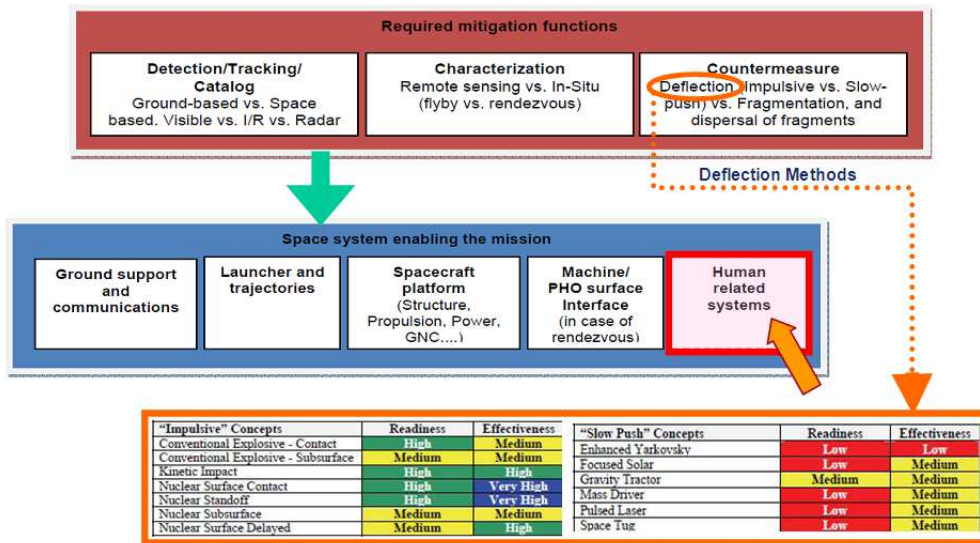 Required mitigation functions
Detection/Tracking/
Catalog
Ground-based vs. Space
based. Visible vs. I/R vs. Radar
Characterization
Remote sensing vs. In-Situ
(flyby vs. rendezvous)
Countermeasure
Deflection (Impulsive vs. Slow-
push) vs. Fragmentation, and
dispersal of fragments
Deflection Methods
Space system enabling the mission
Ground support
and
communications
Launcher and
trajectories
Spacecraft
platform
(Structure,
Propulsion, Power,
GNC....)
Machine/
PHO surface
Interface
(in case of
rendezvous)
Human
related
systems
"Impulsive" Concepts Readiness Effectiveness
Conventional Explosive - Contact High Medium
Conventional Explosive - Subsurface Medium Medium
Kinetic Impact High High
Nuclear Surface Contact High Very High
Nuclear Standoff High Very High
Nuclear Subsurface Medium Medium
Nuclear Surface Delayed Medium High
"Slow Push" Concepts Readiness Effectiveness
Enhanced Yarkovsky Low Low
Focused Solar Low Medium
Gravity Tractor Medium Medium
Mass Driver Low Medium
Pulsed Laser Low Medium
Space Tug Low Medium